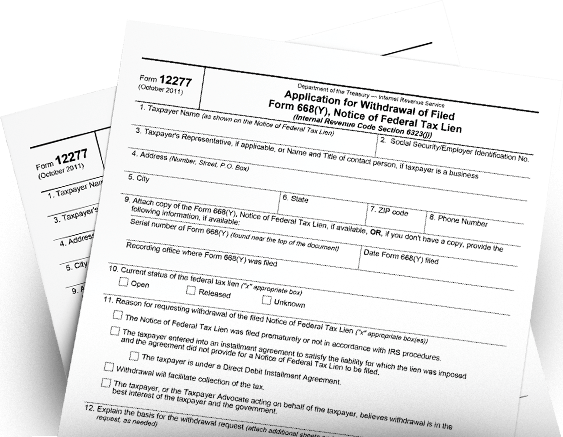 Form 12277
(October 2011)
Department of the Treasury — Internal Revenue Service
Application for Withdrawal of Filed
Form 668(Y), Notice of Federal Tax Lien
(Internal Revenue Code Section 6323(j))
1. Taxpayer Name (as shown on the Notice of Federal Tax Lien)
2. Social Security/Employer Identification No.
3. Taxpayer's Representative, if applicable, or Name and Title of contact person, if taxpayer is a business
4. Address (Number, Street, P.O. Box)
5. City
6. State
7. ZIP code
8. Phone Number
9. Attach copy of the Form 668(Y), Notice of Federal Tax Lien, if available, OR, if you don't have a copy, provide the
following information, if available:
Serial number of Form 668(Y) (found near the top of the document)
Date Form 668(Y) filed
Recording office where Form 668(Y) was filed
10. Current status of the federal tax lien ("x" appropriate box)
Open
Released
Unknown
11. Reason for requesting withdrawal of the filed Notice of Federal Tax Lien ("x" appropriate box(es))
The Notice of Federal Tax Lien was filed prematurely or not in accordance with IRS procedures.
The taxpayer entered into an installment agreement to satisfy the liability for which the lien was imposed
and the agreement did not provide for a Notice of Federal Tax Lien to be filed.
The taxpayer is under a Direct Debit Installment Agreement.
Withdrawal will facilitate collection of the tax.
The taxpayer, or the Taxpayer Advocate acting on behalf of the taxpayer, believes withdrawal is in the
best interest of the taxpayer and the government.
12. Explain the basis for the withdrawal request (attach additional sheets
request, as needed)
Form 12277
(October 2011)
1. Taxpayer Nam
3. Taxpayer's
4. Address
5. City
9. A